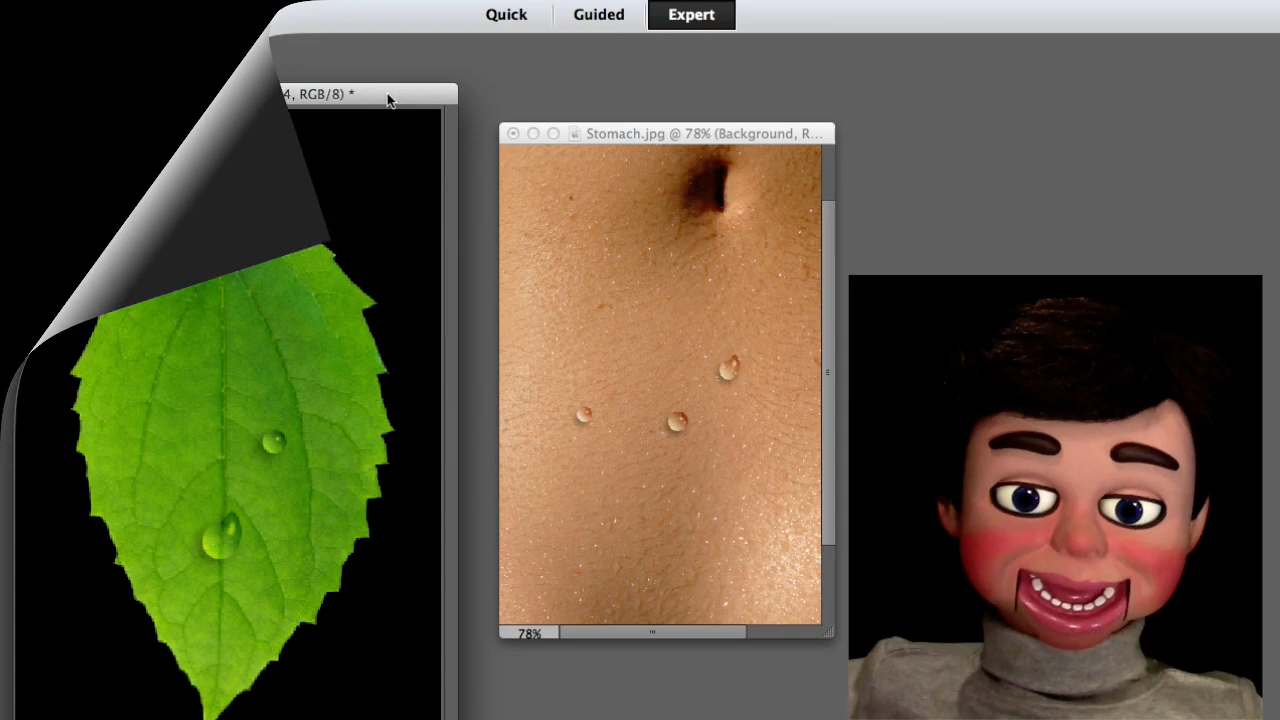 Quick Guided Expert
4, RGB/8) *
Stomach.jpg @ 78% (Background, R...
78%